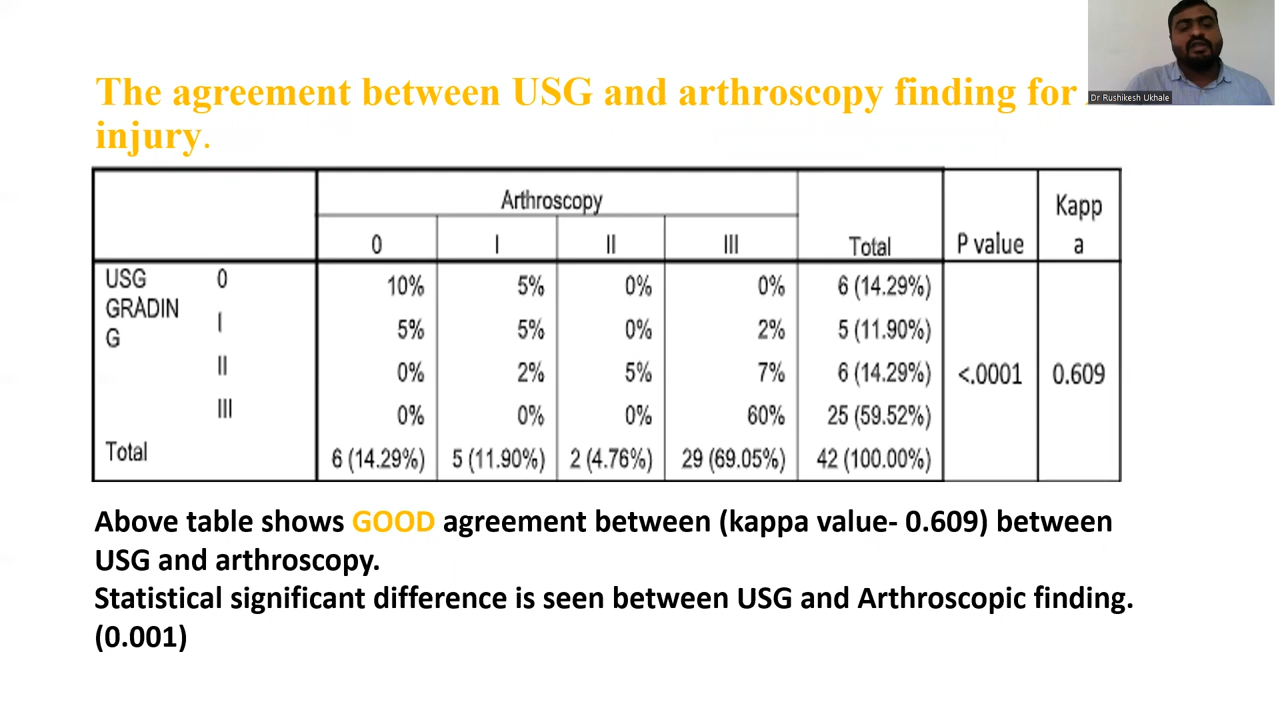 Dr Rushikesh Ukhale
The agreement between USG and arthroscopy finding for
injury.
Arthroscopy Total P value Kapp
a
0 I II III
USG
GRADIN
G
0 10% 5% 0% 0% 6 (14.29%)
I 5% 5% 0% 2% 5 (11.90%)
II 0% 2% 5% 7% 6 (14.29%) <.0001 0.609
III 0% 0% 0% 60% 25 (59.52%)
Total 6 (14.29%) 5 (11.90%) 2 (4.76%) 29 (69.05%) 42 (100.00%)
Above table shows GOOD agreement between (kappa value- 0.609) between
USG and arthroscopy.
Statistical significant difference is seen between USG and Arthroscopic finding.
(0.001)